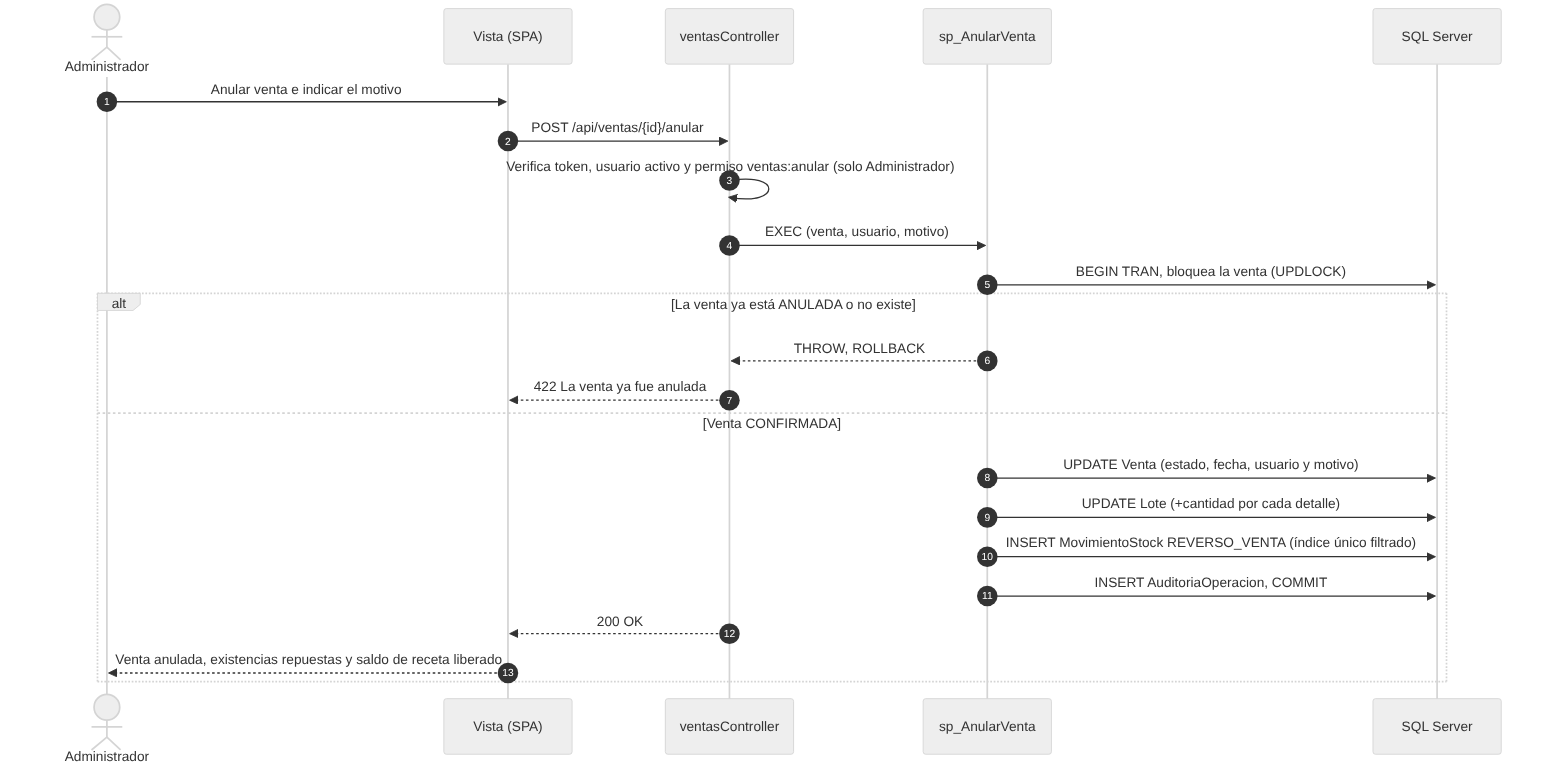 Administrador
Vista (SPA)
ventasController
sp_AnularVenta
SQL Server
1
Anular venta e indicar el motivo
2
POST /api/ventas/{id}/anular
Verifica token, usuario activo y permiso ventas:anular (solo Administrador)
3
4
EXEC (venta, usuario, motivo)
5
BEGIN TRAN, bloquea la venta (UPDLOCK)
alt
[La venta ya está ANULADA o no existe]
THROW, ROLLBACK
6
422 La venta ya fue anulada
7
[Venta CONFIRMADA]
8
UPDATE Venta (estado, fecha, usuario y motivo)
9
UPDATE Lote (+cantidad por cada detalle)
10
INSERT MovimientoStock REVERSO_VENTA (índice único filtrado)
11
INSERT AuditoriaOperacion, COMMIT
200 OK
12
Venta anulada, existencias repuestas y saldo de receta liberado
13
Administrador
Vista (SPA)
ventasController
sp_AnularVenta
SQL Server